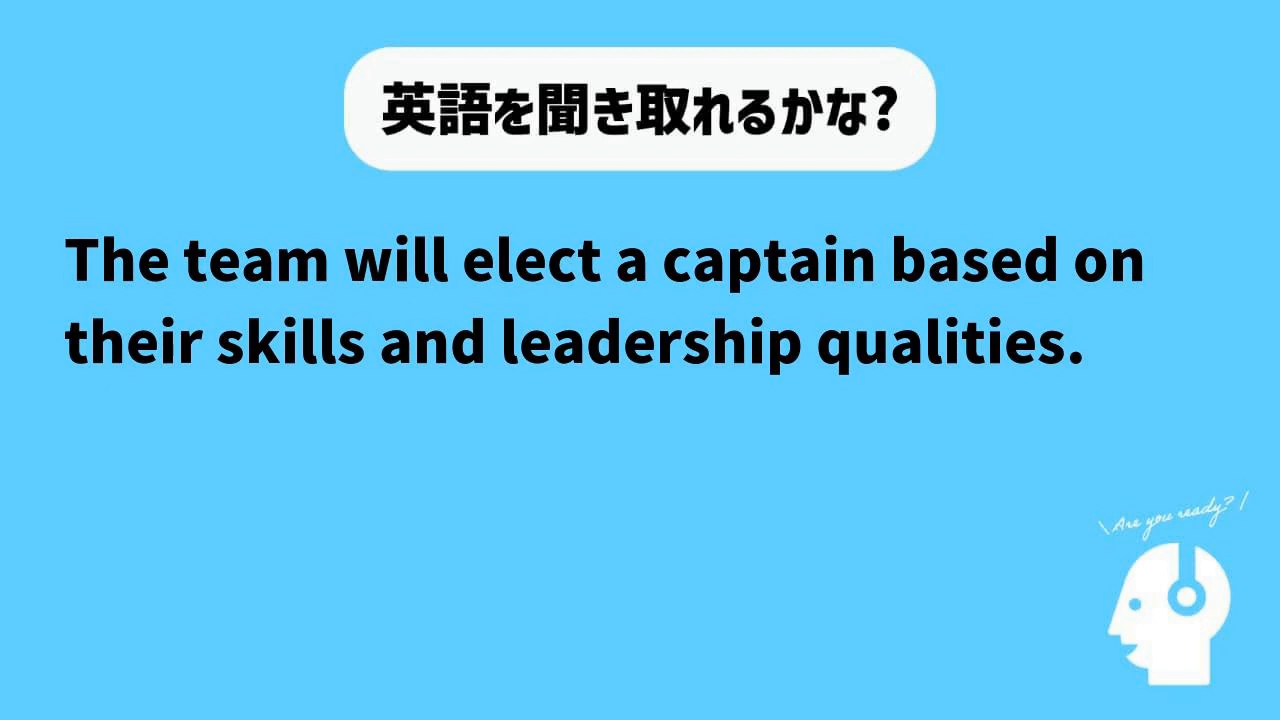 英語を聞き取れるかな?
The team will elect a captain based on
their skills and leadership qualities.
\Are you ready? /